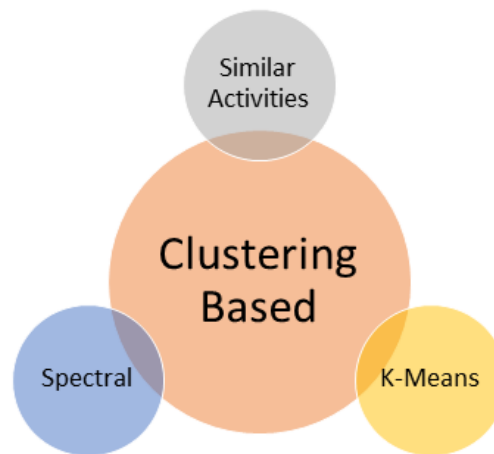 Similar
Activities
Clustering
Based
Spectral
K-Means